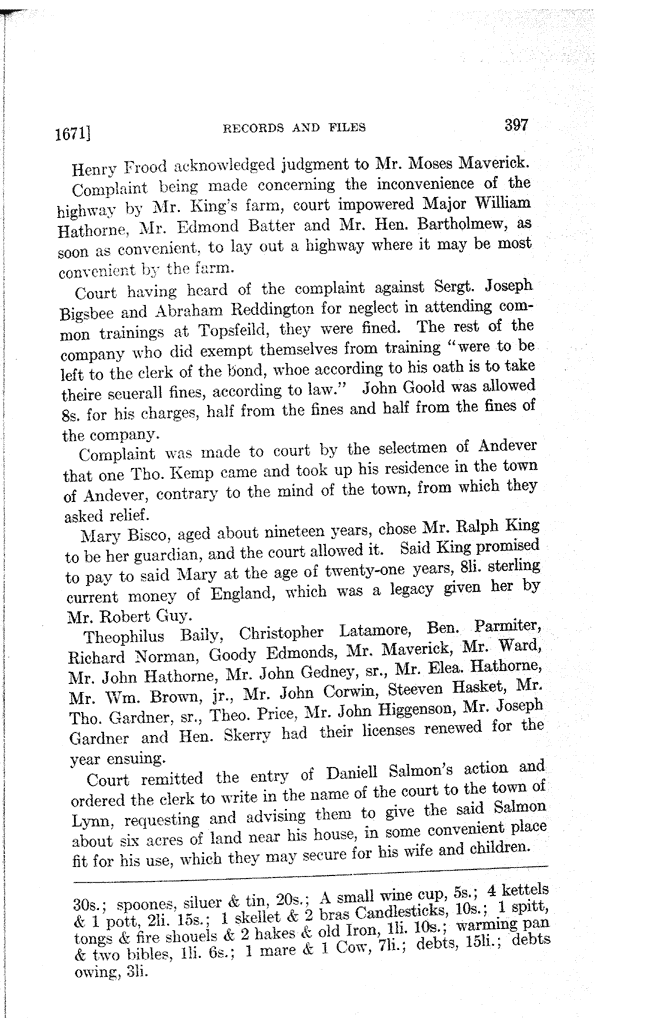 1671] RECORDS AND FILES 397
Henry Frood acknowledged judgment to Mr. Moses Maverick.
Complaint being made concerning the inconvenience of the
highway by Mr. King's farm, court impowered Major William
Hathorne, Mr. Edmond Batter and Mr. Hen. Bartholmew, as
soon as convenient, to lay out a highway where it may be most
convenient by the farm.
Court having heard of the complaint against Sergt. Joseph
Bigsbee and Abraham Reddington for neglect in attending com-
mon trainings at Topsfeild, they were fined. The rest of the
company who did exempt themselves from training "were to be
left to the clerk of the bond, whoe according to his oath is to take
theire seuerall fines, according to law." John Goold was allowed
8s. for his charges, half from the fines and half from the fines of
the company.
Complaint was made to court by the selectmen of Andever
that one Tho. Kemp came and took up his residence in the town
of Andever, contrary to the mind of the town, from which they
asked relief.
Mary Bisco, aged about nineteen years, chose Mr. Ralph King
to be her guardian, and the court allowed it. Said King promised
to pay to said Mary at the age of twenty-one years, 8li. sterling
current money of England, which was a legacy given her by
Mr. Robert Guy.
Theophilus Baily, Christopher Latamore, Ben. Parmiter,
Richard Norman, Goody Edmonds, Mr. Maverick, Mr. Ward,
Mr. John Hathorne, Mr. John Gedney, sr., Mr. Elea. Hathorne,
Mr. Wm. Brown, jr., Mr. John Corwin, Steeven Hasket, Mr.
Tho. Gardner, sr., Theo. Price, Mr. John Higgenson, Mr. Joseph
Gardner and Hen. Skerry had their licenses renewed for the
year ensuing.
Court remitted the entry of Daniell Salmon's action and
ordered the clerk to write in the name of the court to the town of
Lynn, requesting and advising them to give the said Salmon
about six acres of land near his house, in some convenient place
fit for his use, which they may secure for his wife and children.
30s.; spoones, siluer & tin, 20s.; A small wine cup, 5s.; 4 kettels
& 1 pott, 2li. 15s.; 1 skellet & 2 bras Candlesticks, 10s.; 1 spitt,
tongs & fire shouels & 2 hakes & old Iron, 1li. 10s.; warming pan
& two bibles, 1li. 6s.; 1 mare & 1 Cow, 7li.; debts, 15li.; debts
owing, 3li.